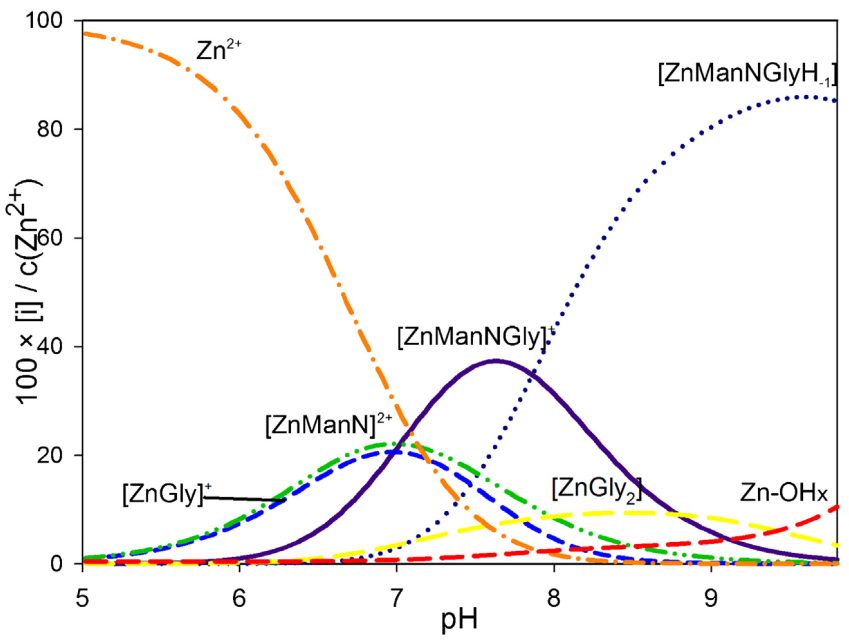 100
Zn²⁺
[ZnManNGlyH₋₁]
80
60
100 × [i] / c(Zn²⁺)
[ZnManNGly]⁺
40
[ZnManN]²⁺
[ZnGly]⁺
[ZnGly₂]
Zn-OHx
20
0
5 6 7 8 9
pH